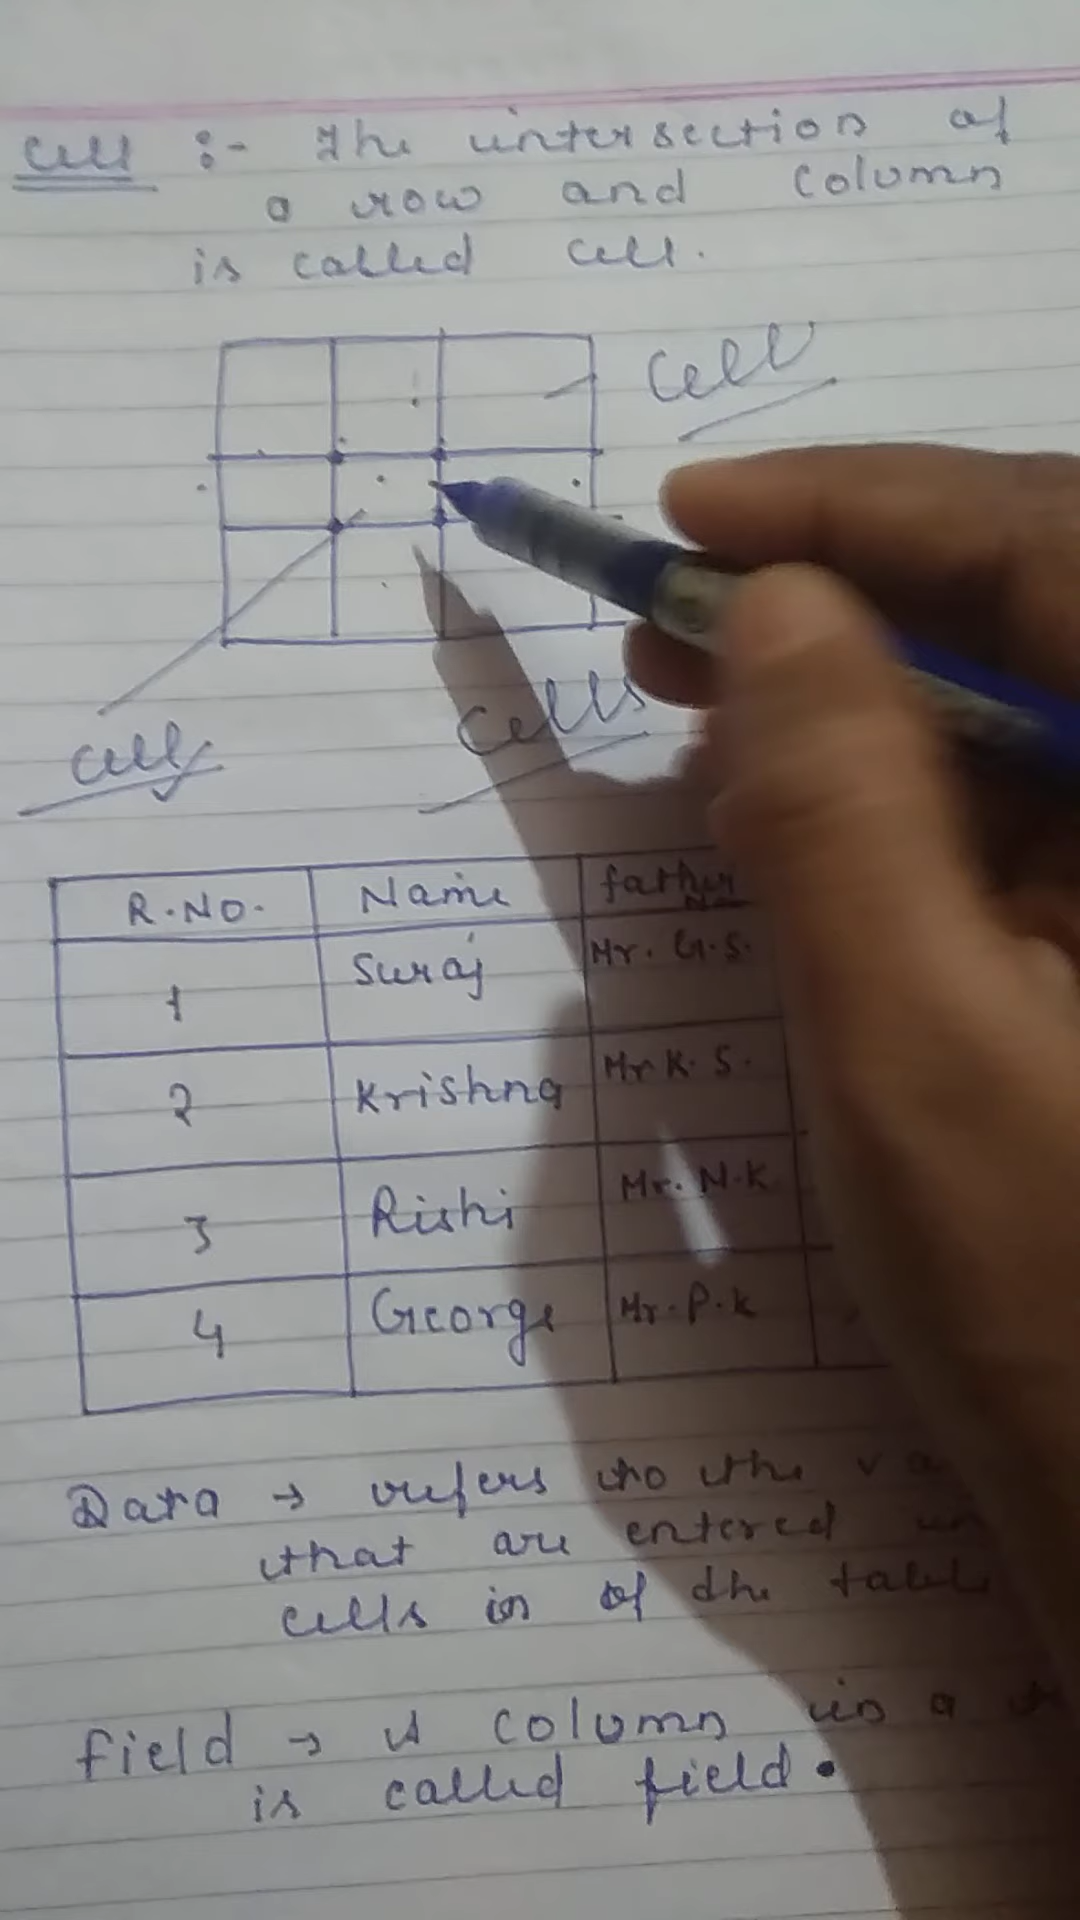 Cell :- The intersection of
a row and column
is called cell.
Cell
Cells
Cell
R.NO. Name father
1 Suraj Mr. G.S.
2 Krishna Mr K.S.
3 Rishi Mr. N.K
4 George Mr. P.K
Data → refers to the
that are entered in
cells in of the table
field → A column in a
is called field.